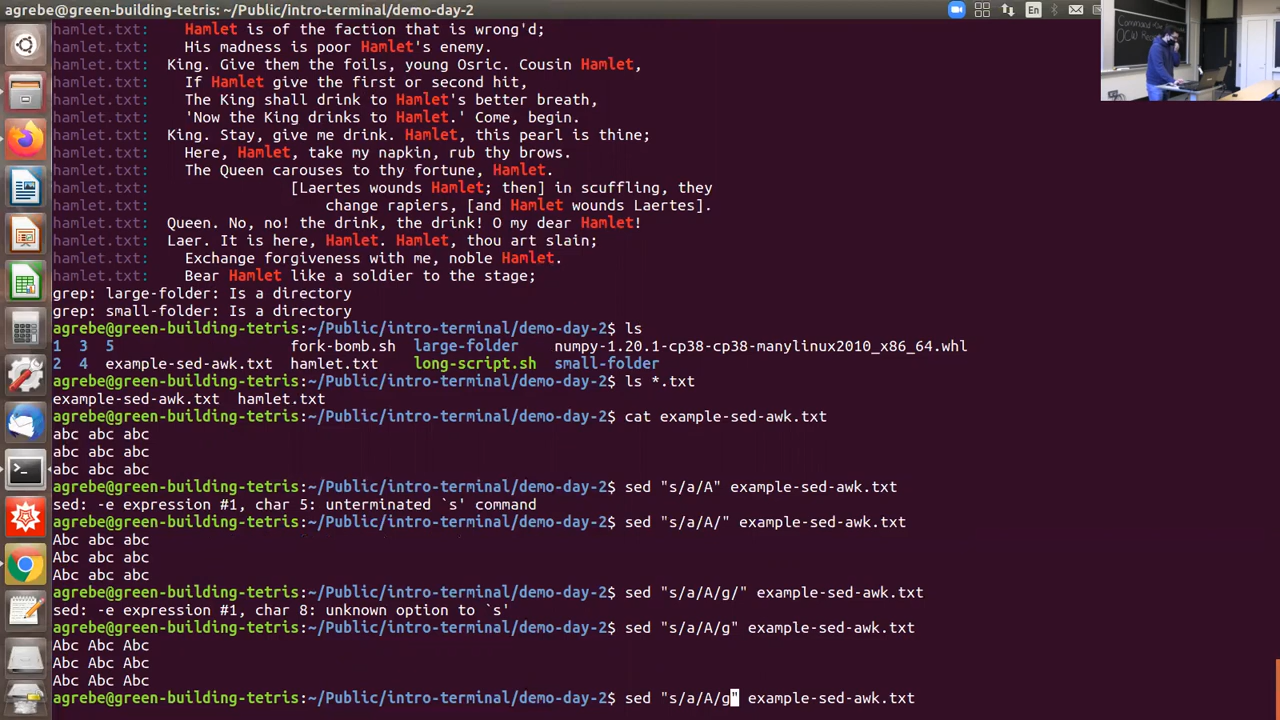 agrebe@green-building-tetris: ~/Public/intro-terminal/demo-day-2
En
hamlet.txt: Hamlet is of the faction that is wrong'd;
hamlet.txt: His madness is poor Hamlet's enemy.
hamlet.txt: King. Give them the foils, young Osric. Cousin Hamlet,
hamlet.txt: If Hamlet give the first or second hit,
hamlet.txt: The King shall drink to Hamlet's better breath,
hamlet.txt: 'Now the King drinks to Hamlet.' Come, begin.
hamlet.txt: King. Stay, give me drink. Hamlet, this pearl is thine;
hamlet.txt: Here, Hamlet, take my napkin, rub thy brows.
hamlet.txt: The Queen carouses to thy fortune, Hamlet.
hamlet.txt: [Laertes wounds Hamlet; then] in scuffling, they
hamlet.txt: change rapiers, [and Hamlet wounds Laertes].
hamlet.txt: Queen. No, no! the drink, the drink! O my dear Hamlet!
hamlet.txt: Laer. It is here, Hamlet. Hamlet, thou art slain;
hamlet.txt: Exchange forgiveness with me, noble Hamlet.
hamlet.txt: Bear Hamlet like a soldier to the stage;
grep: large-folder: Is a directory
grep: small-folder: Is a directory
agrebe@green-building-tetris:~/Public/intro-terminal/demo-day-2$ ls
1 3 5 fork-bomb.sh large-folder numpy-1.20.1-cp38-cp38-manylinux2010_x86_64.whl
2 4 example-sed-awk.txt hamlet.txt long-script.sh small-folder
agrebe@green-building-tetris:~/Public/intro-terminal/demo-day-2$ ls *.txt
example-sed-awk.txt hamlet.txt
agrebe@green-building-tetris:~/Public/intro-terminal/demo-day-2$ cat example-sed-awk.txt
abc abc abc
abc abc abc
abc abc abc
agrebe@green-building-tetris:~/Public/intro-terminal/demo-day-2$ sed "s/a/A" example-sed-awk.txt
sed: -e expression #1, char 5: unterminated `s' command
agrebe@green-building-tetris:~/Public/intro-terminal/demo-day-2$ sed "s/a/A/" example-sed-awk.txt
Abc abc abc
Abc abc abc
Abc abc abc
agrebe@green-building-tetris:~/Public/intro-terminal/demo-day-2$ sed "s/a/A/g/" example-sed-awk.txt
sed: -e expression #1, char 8: unknown option to `s'
agrebe@green-building-tetris:~/Public/intro-terminal/demo-day-2$ sed "s/a/A/g" example-sed-awk.txt
Abc Abc Abc
Abc Abc Abc
Abc Abc Abc
agrebe@green-building-tetris:~/Public/intro-terminal/demo-day-2$ sed "s/a/A/g" example-sed-awk.txt